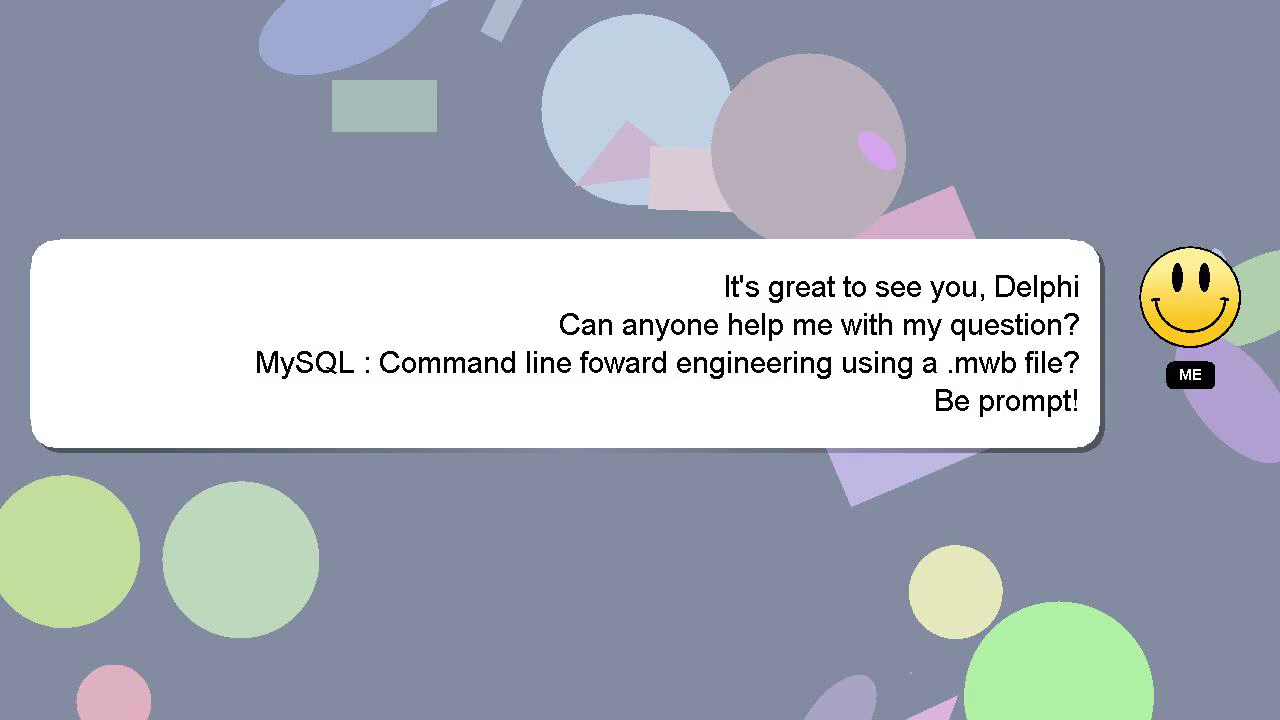 It's great to see you, Delphi
Can anyone help me with my question?
MySQL : Command line foward engineering using a .mwb file?
Be prompt!
ME